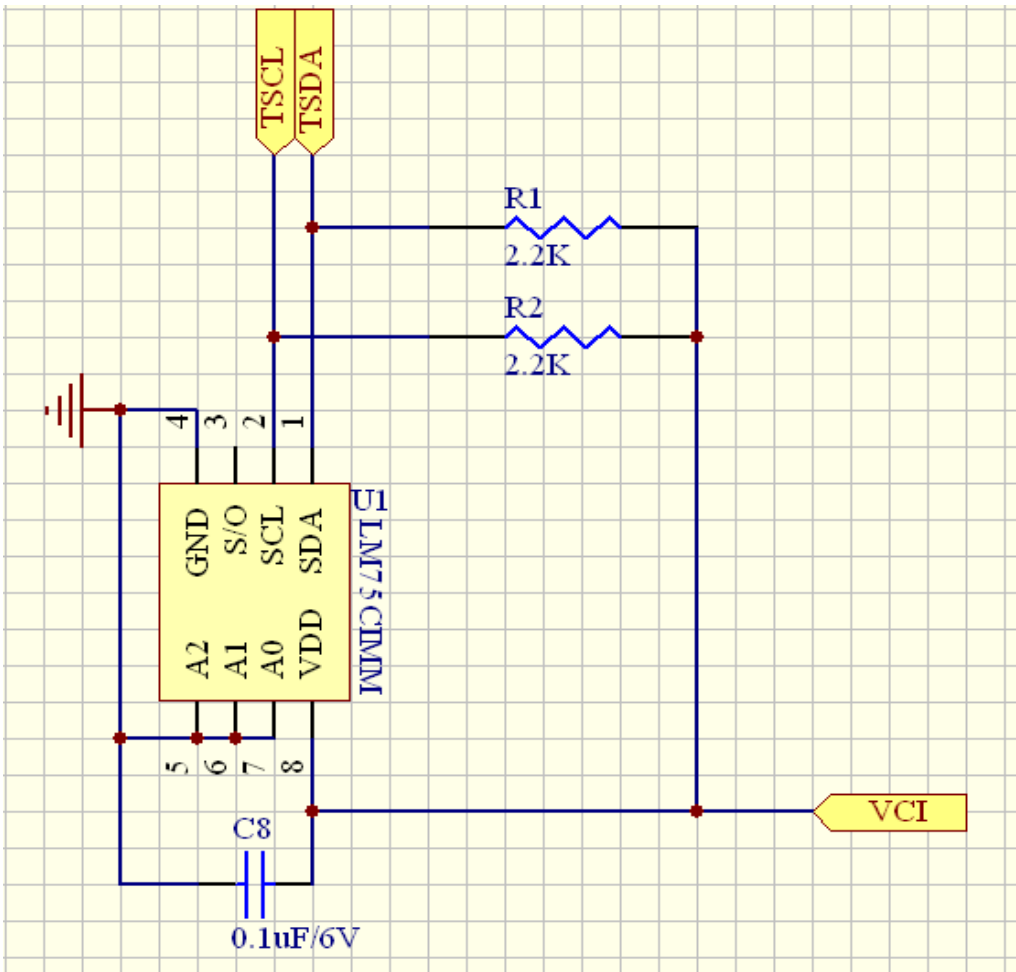 TSCL
TSDA
R1
2.2K
R2
2.2K
4
3
2
1
GND
S/O
SCL
SDA
U1
LM75CIMM
A2
A1
A0
VDD
5
6
7
8
VCI
C8
0.1uF/6V